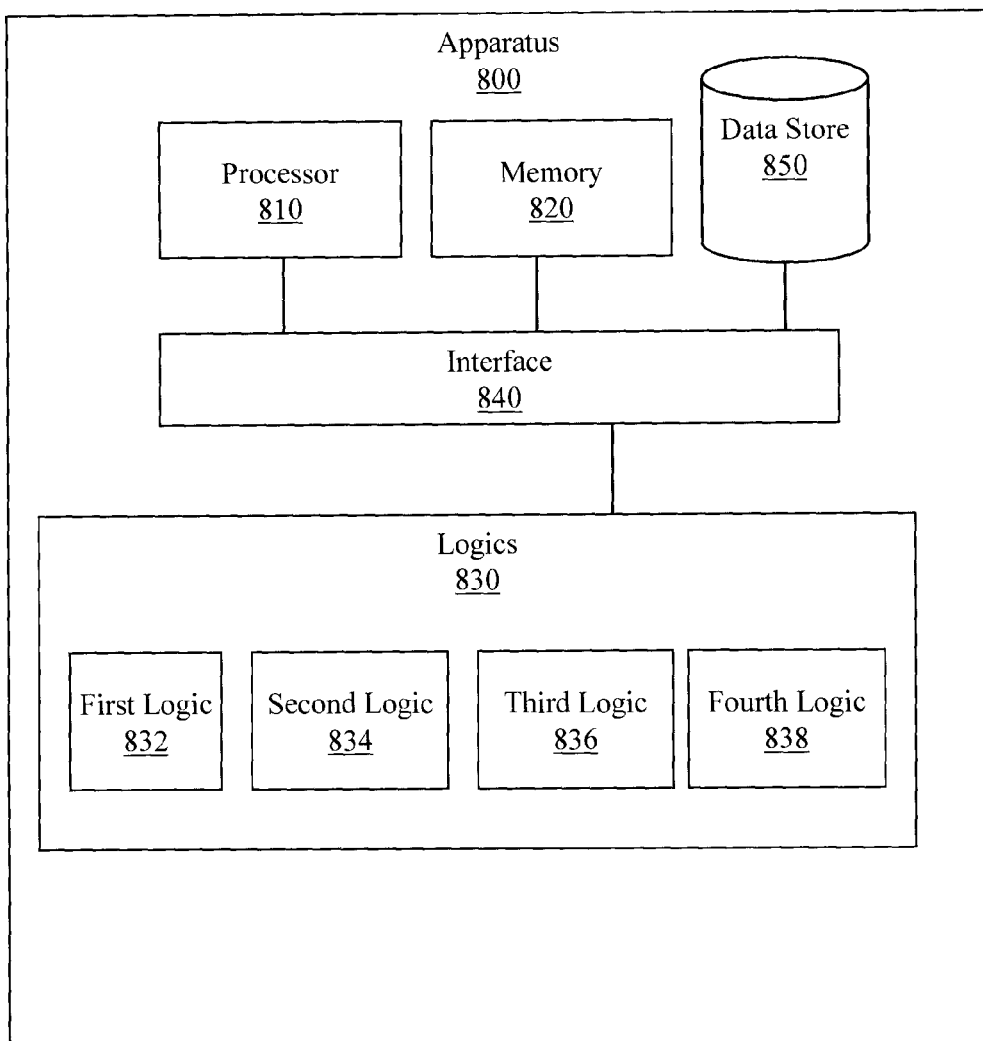 Apparatus
800
Processor
810
Memory
820
Data Store
850
Interface
840
Logics
830
First Logic
832
Second Logic
834
Third Logic
836
Fourth Logic
838